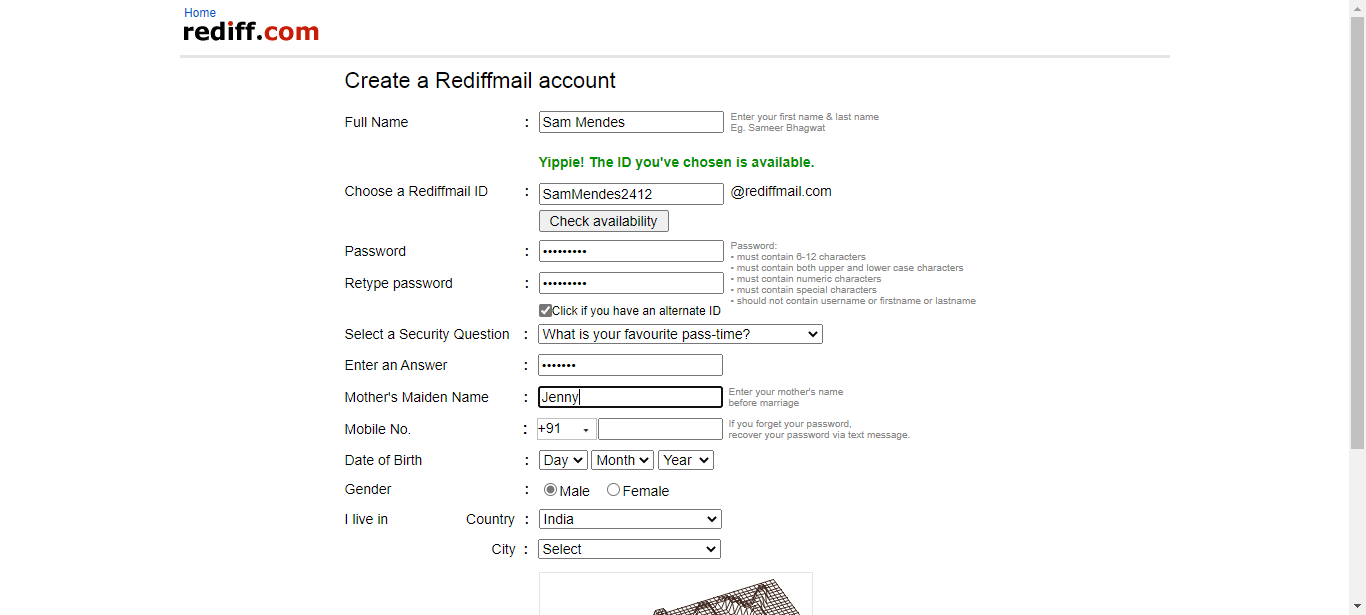 Home
rediff.com
Create a Rediffmail account
Full Name : Sam Mendes Enter your first name & last name
Eg. Sameer Bhagwat
Yippie! The ID you've chosen is available.
Choose a Rediffmail ID : SamMendes2412 @rediffmail.com
Check availability
Password : ••••••••• Password:
• must contain 6-12 characters
• must contain both upper and lower case characters
• must contain numeric characters
• must contain special characters
• should not contain username or firstname or lastname
Retype password : •••••••••
Click if you have an alternate ID
Select a Security Question : What is your favourite pass-time?
Enter an Answer : •••••••
Mother's Maiden Name : Jenny Enter your mother's name
before marriage
Mobile No. : +91 If you forget your password,
recover your password via text message.
Date of Birth : Day Month Year
Gender : Male Female
I live in Country : India
City : Select